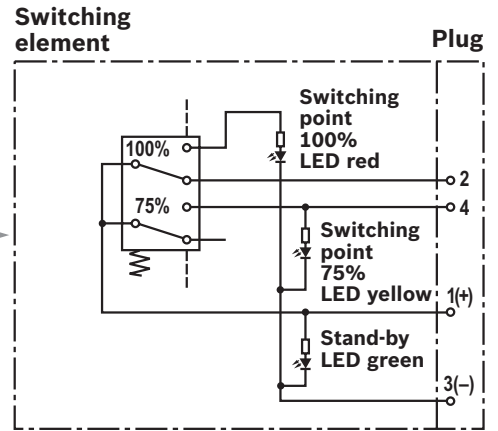 Switching
element
Plug
Switching
point
100%
LED red
100%
2
75%
4
Switching
point
75%
LED yellow
1(+)
Stand-by
LED green
3(–)